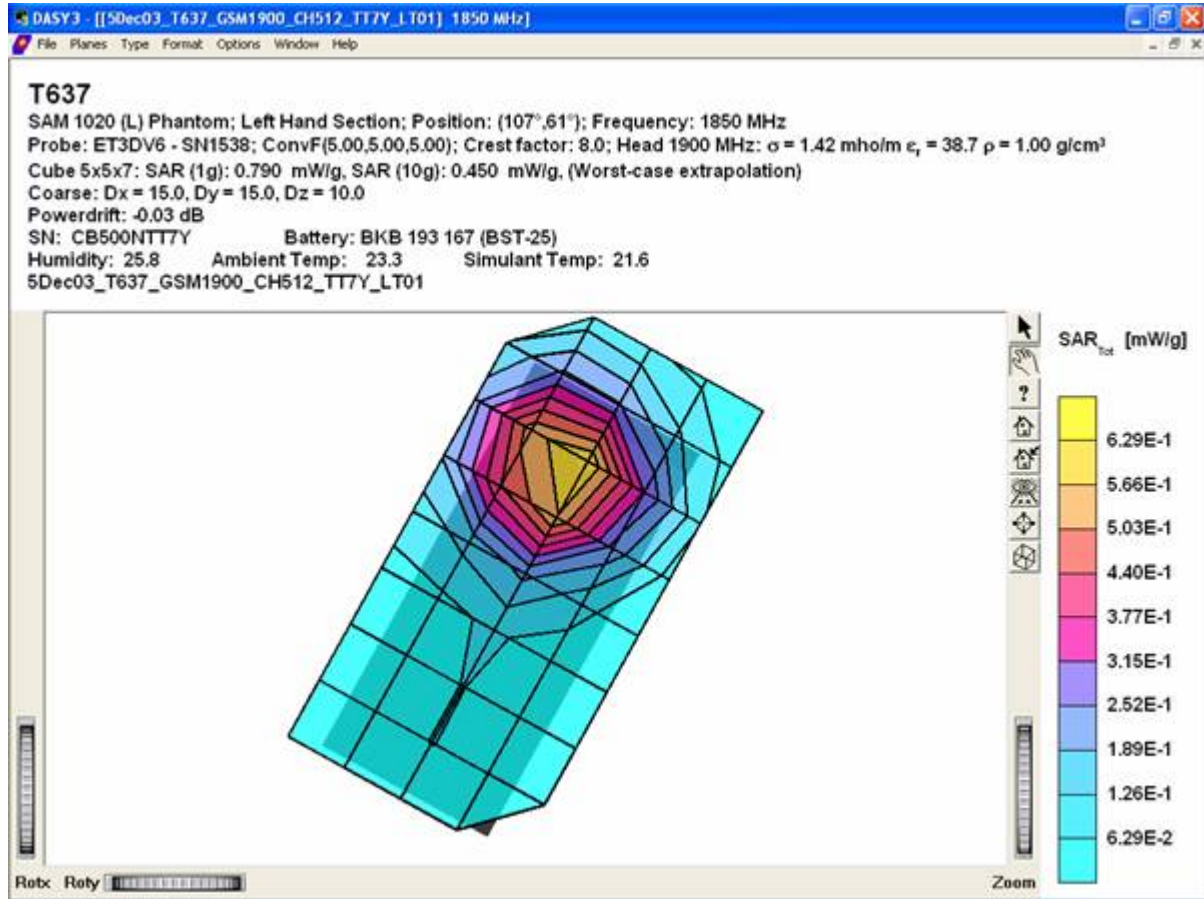 DASY3 - [[5Dec03_T637_GSM1900_CH512_TT7Y_LT01] 1850 MHz]
File Planes Type Format Options Window Help
T637
SAM 1020 (L) Phantom; Left Hand Section; Position: (107°,61°); Frequency: 1850 MHz
Probe: ET3DV6 - SN1538; ConvF(5.00,5.00,5.00); Crest factor: 8.0; Head 1900 MHz: σ = 1.42 mho/m εr = 38.7 ρ = 1.00 g/cm³
Cube 5x5x7: SAR (1g): 0.790 mW/g, SAR (10g): 0.450 mW/g, (Worst-case extrapolation)
Coarse: Dx = 15.0, Dy = 15.0, Dz = 10.0
Powerdrift: -0.03 dB
SN: CB500NTT7Y Battery: BKB 193 167 (BST-25)
Humidity: 25.8 Ambient Temp: 23.3 Simulant Temp: 21.6
5Dec03_T637_GSM1900_CH512_TT7Y_LT01
SAR Tot [mW/g]
?
6.29E-1
5.66E-1
5.03E-1
4.40E-1
3.77E-1
3.15E-1
2.52E-1
1.89E-1
1.26E-1
6.29E-2
Rotx Roty Zoom